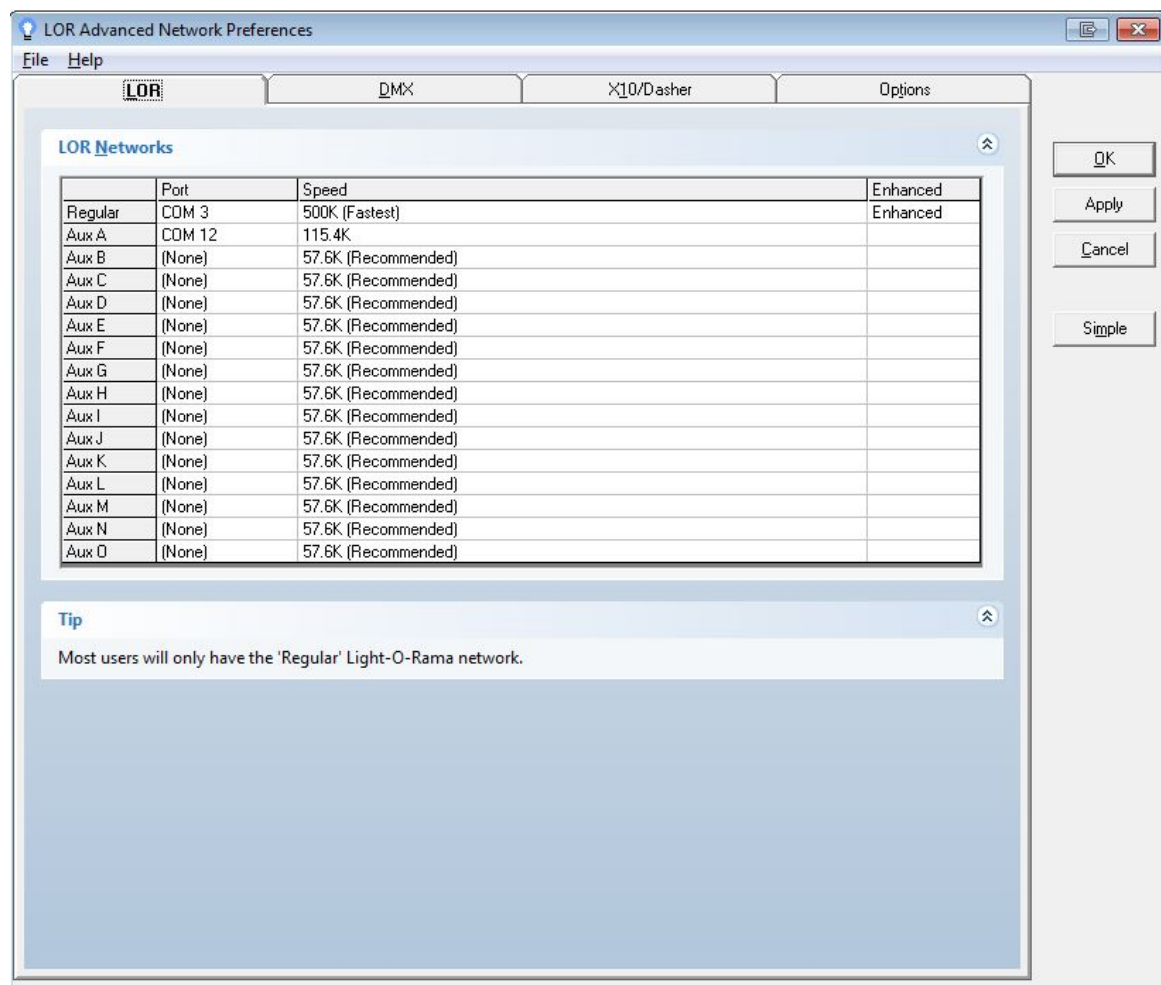 LOR Advanced Network Preferences
File Help
LOR DMX X10/Dasher Options
LOR Networks
OK
Apply
Cancel
Simple
Port Speed Enhanced
Regular COM 3 500K (Fastest) Enhanced
Aux A COM 12 115.4K
Aux B (None) 57.6K (Recommended)
Aux C (None) 57.6K (Recommended)
Aux D (None) 57.6K (Recommended)
Aux E (None) 57.6K (Recommended)
Aux F (None) 57.6K (Recommended)
Aux G (None) 57.6K (Recommended)
Aux H (None) 57.6K (Recommended)
Aux I (None) 57.6K (Recommended)
Aux J (None) 57.6K (Recommended)
Aux K (None) 57.6K (Recommended)
Aux L (None) 57.6K (Recommended)
Aux M (None) 57.6K (Recommended)
Aux N (None) 57.6K (Recommended)
Aux O (None) 57.6K (Recommended)
Tip
Most users will only have the 'Regular' Light-O-Rama network.